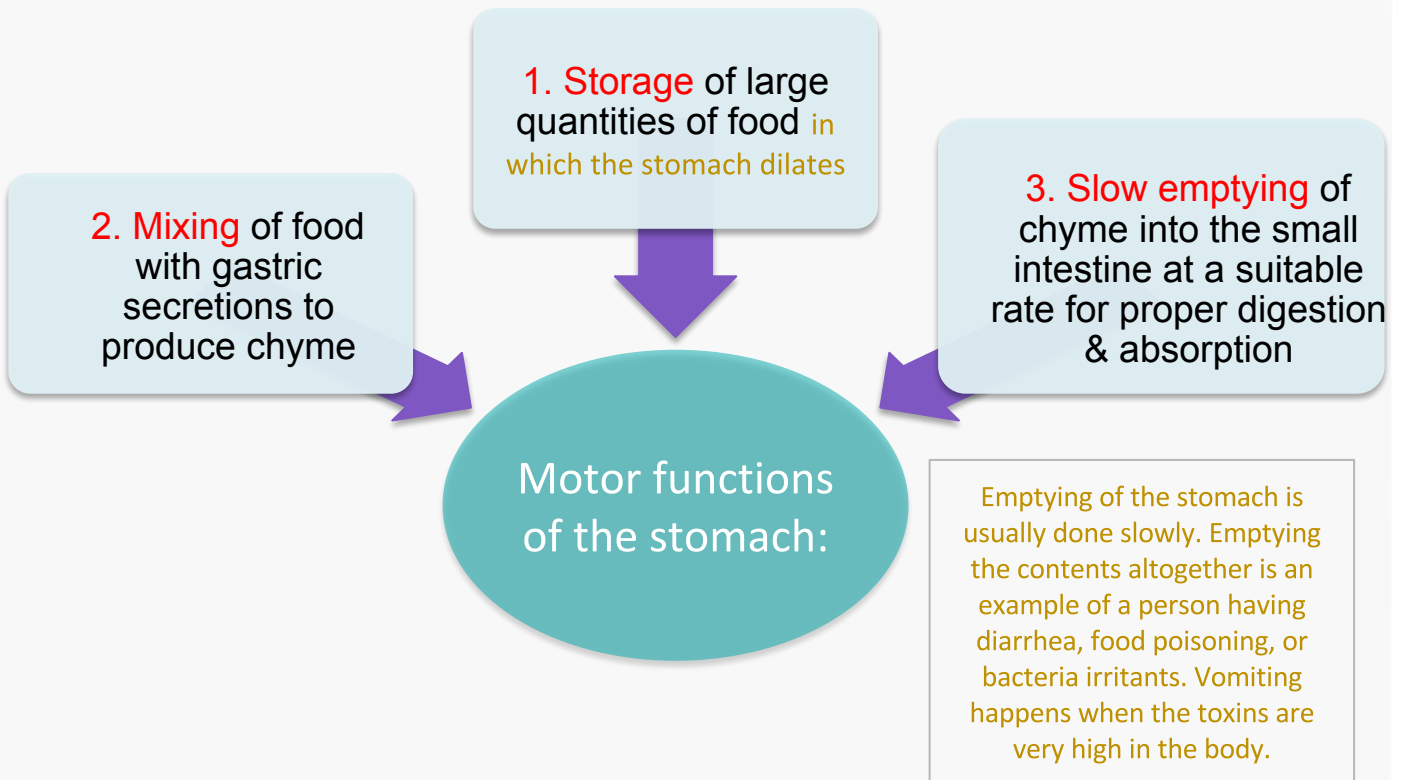 1. Storage of large
quantities of food in
which the stomach dilates
2. Mixing of food
with gastric
secretions to
produce chyme
3. Slow emptying of
chyme into the small
intestine at a suitable
rate for proper digestion
& absorption
Motor functions
of the stomach:
Emptying of the stomach is
usually done slowly. Emptying
the contents altogether is an
example of a person having
diarrhea, food poisoning, or
bacteria irritants. Vomiting
happens when the toxins are
very high in the body.